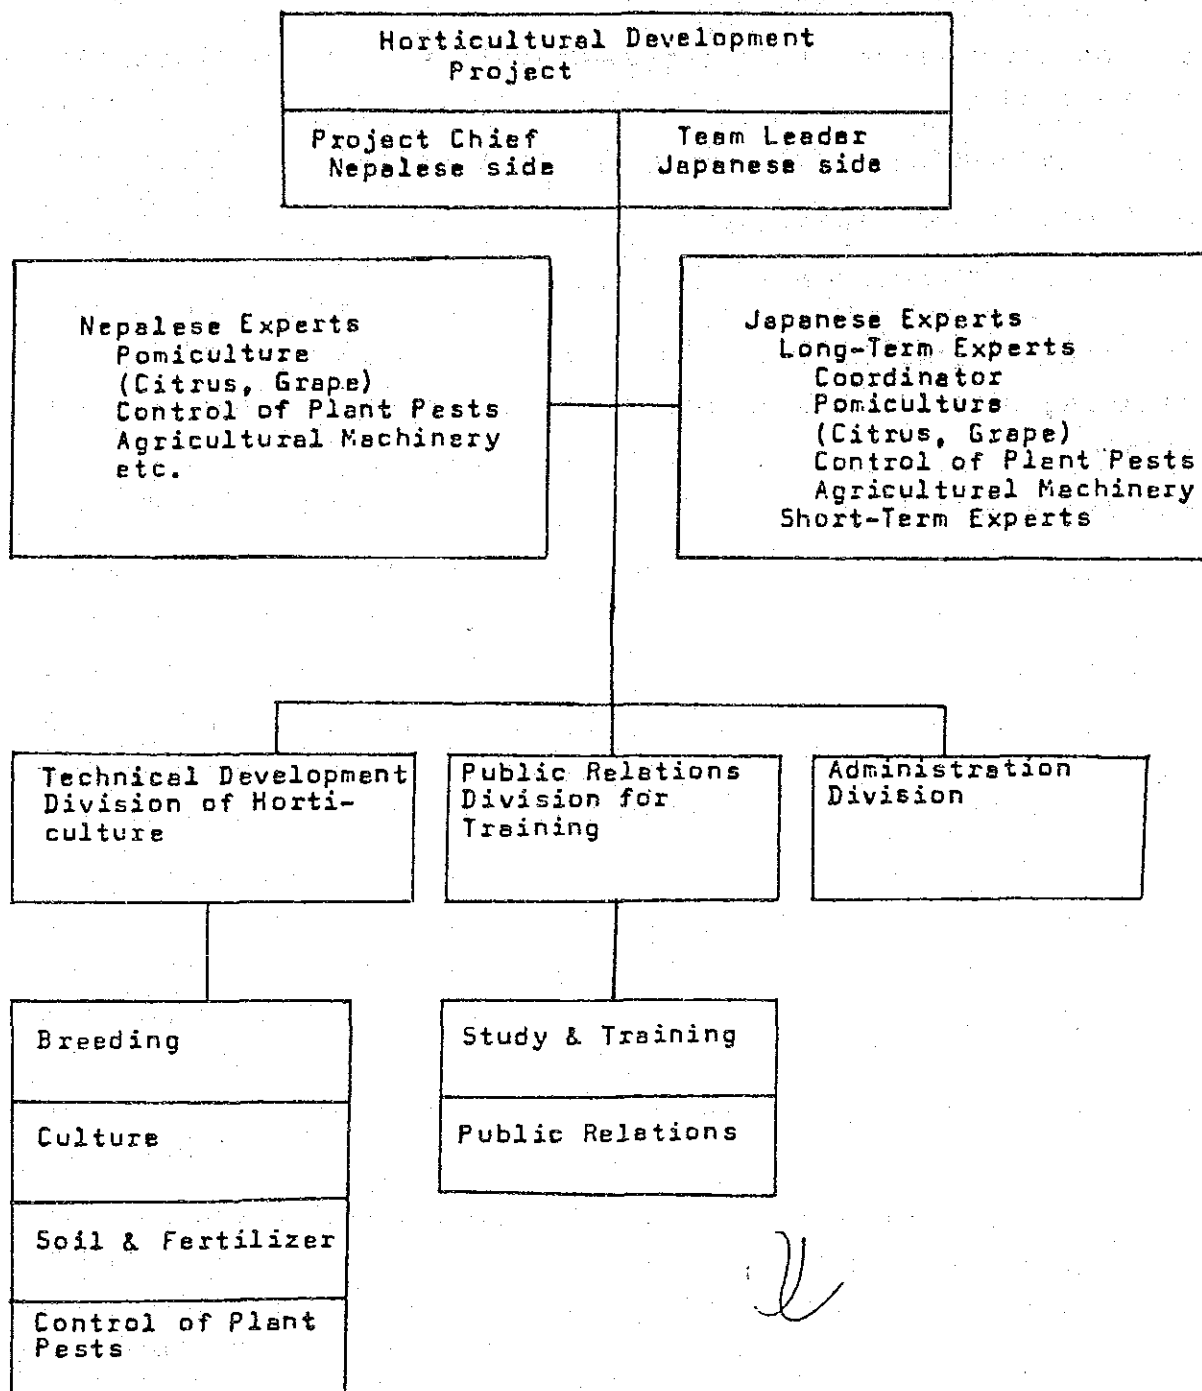 Horticultural Development
Project
Project Chief
Nepalese side
Team Leader
Japanese side
Nepalese Experts
Pomiculture
(Citrus, Grape)
Control of Plant Pests
Agricultural Machinery
etc.
Japanese Experts
Long-Term Experts
Coordinator
Pomiculture
(Citrus, Grape)
Control of Plant Pests
Agricultural Machinery
Short-Term Experts
Technical Development
Division of Horti-
culture
Public Relations
Division for
Training
Administration
Division
Breeding
Culture
Soil & Fertilizer
Control of Plant
Pests
Study & Training
Public Relations